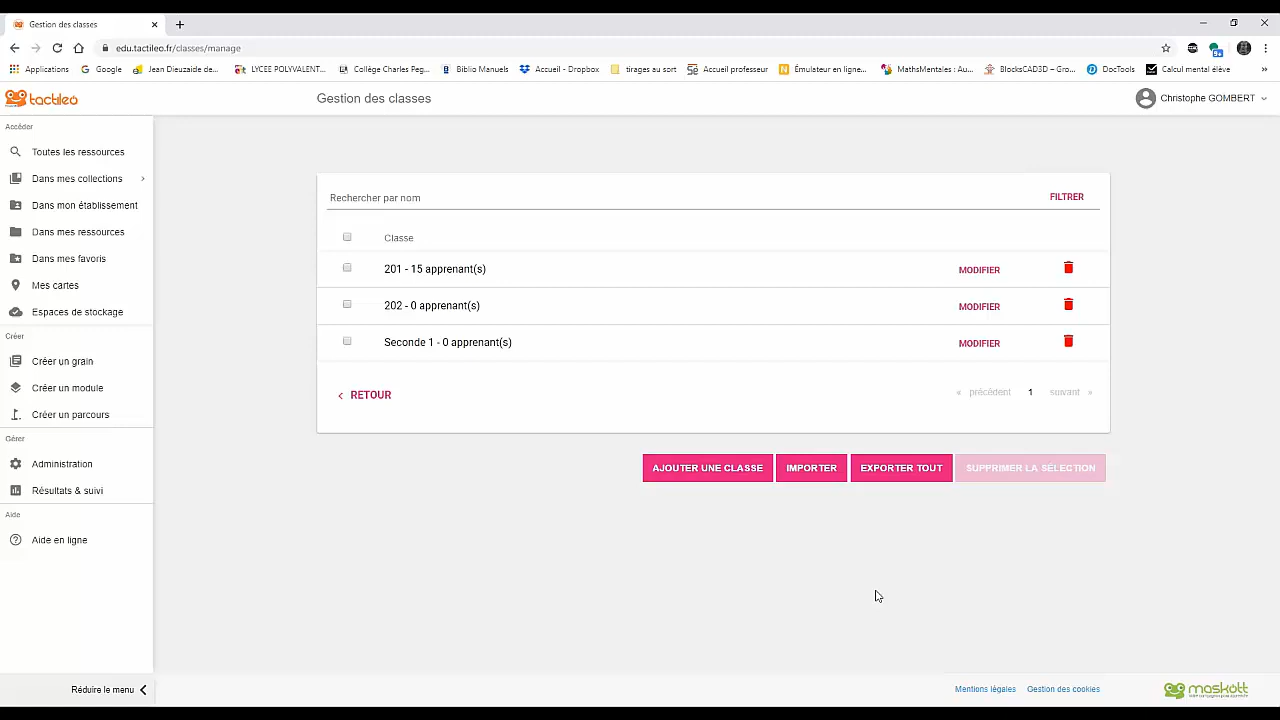 Gestion des classes
edu.tactileo.fr/classes/manage
Applications
Google
Jean Dieuzaide de...
LYCEE POLYVALENT...
Collège Charles Peg...
Biblio Manuels
Accueil - Dropbox
tirages au sort
Accueil professeur
Émulateur en ligne...
MathsMentales : Au...
BlocksCAD3D – Gro...
DocTools
Calcul mental élève
»
tactileo
Gestion des classes
Christophe GOMBERT
Accéder
Toutes les ressources
Dans mes collections
Dans mon établissement
Dans mes ressources
Dans mes favoris
Mes cartes
Espaces de stockage
Créer
Créer un grain
Créer un module
Créer un parcours
Gérer
Administration
Résultats & suivi
Aide
Aide en ligne
Réduire le menu
Rechercher par nom
FILTRER
Classe
201 - 15 apprenant(s)
MODIFIER
202 - 0 apprenant(s)
MODIFIER
Seconde 1 - 0 apprenant(s)
MODIFIER
RETOUR
« précédent 1 suivant »
AJOUTER UNE CLASSE
IMPORTER
EXPORTER TOUT
SUPPRIMER LA SÉLECTION
Mentions légales
Gestion des cookies
maskott